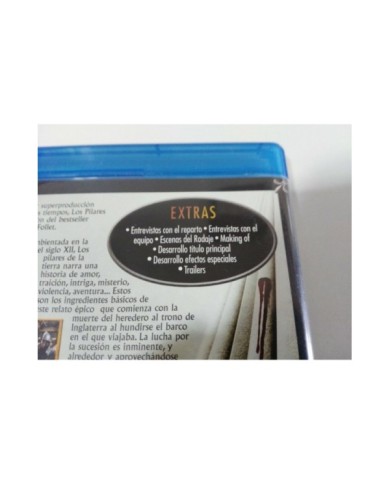 superproducción
tiempos, Los Pilares
del bestseller
Follet.
ambientada en la
el siglo XII, Los
pilares de la
tierra narra una
historia de amor,
traición, intriga, misterio,
violencia, aventura... Estos
son los ingredientes básicos de
este relato épico que comienza con la
muerte del heredero al trono de
Inglaterra al hundirse el barco
en el que viajaba. La lucha por
la sucesión es inminente, y
alrededor y aprovechándose
EXTRAS
• Entrevistas con el reparto • Entrevistas con el
equipo • Escenas del Rodaje • Making of
• Desarrollo título principal
• Desarrollo efectos especiales
• Trailers